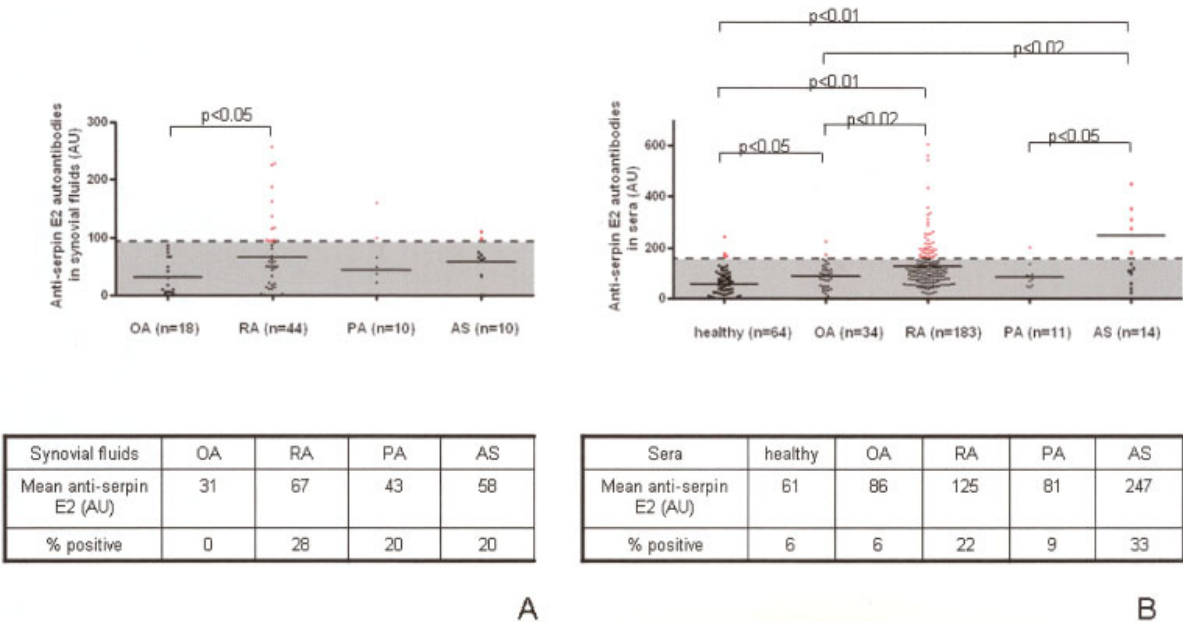 p<0.01
p<0.02
p<0.01
p<0.05
p<0.02
p<0.05
p<0.05
Anti-serpin E2 autoantibodies
in synovial fluids (AU)
300
200
100
0
OA (n=18) RA (n=44) PA (n=10) AS (n=10)
Anti-serpin E2 autoantibodies
in sera (AU)
600
400
200
0
healthy (n=64) OA (n=34) RA (n=183) PA (n=11) AS (n=14)
Synovial fluids OA RA PA AS
Mean anti-serpin
E2 (AU) 31 67 43 58
% positive 0 28 20 20
Sera healthy OA RA PA AS
Mean anti-serpin
E2 (AU) 61 86 125 81 247
% positive 6 6 22 9 33
A
B